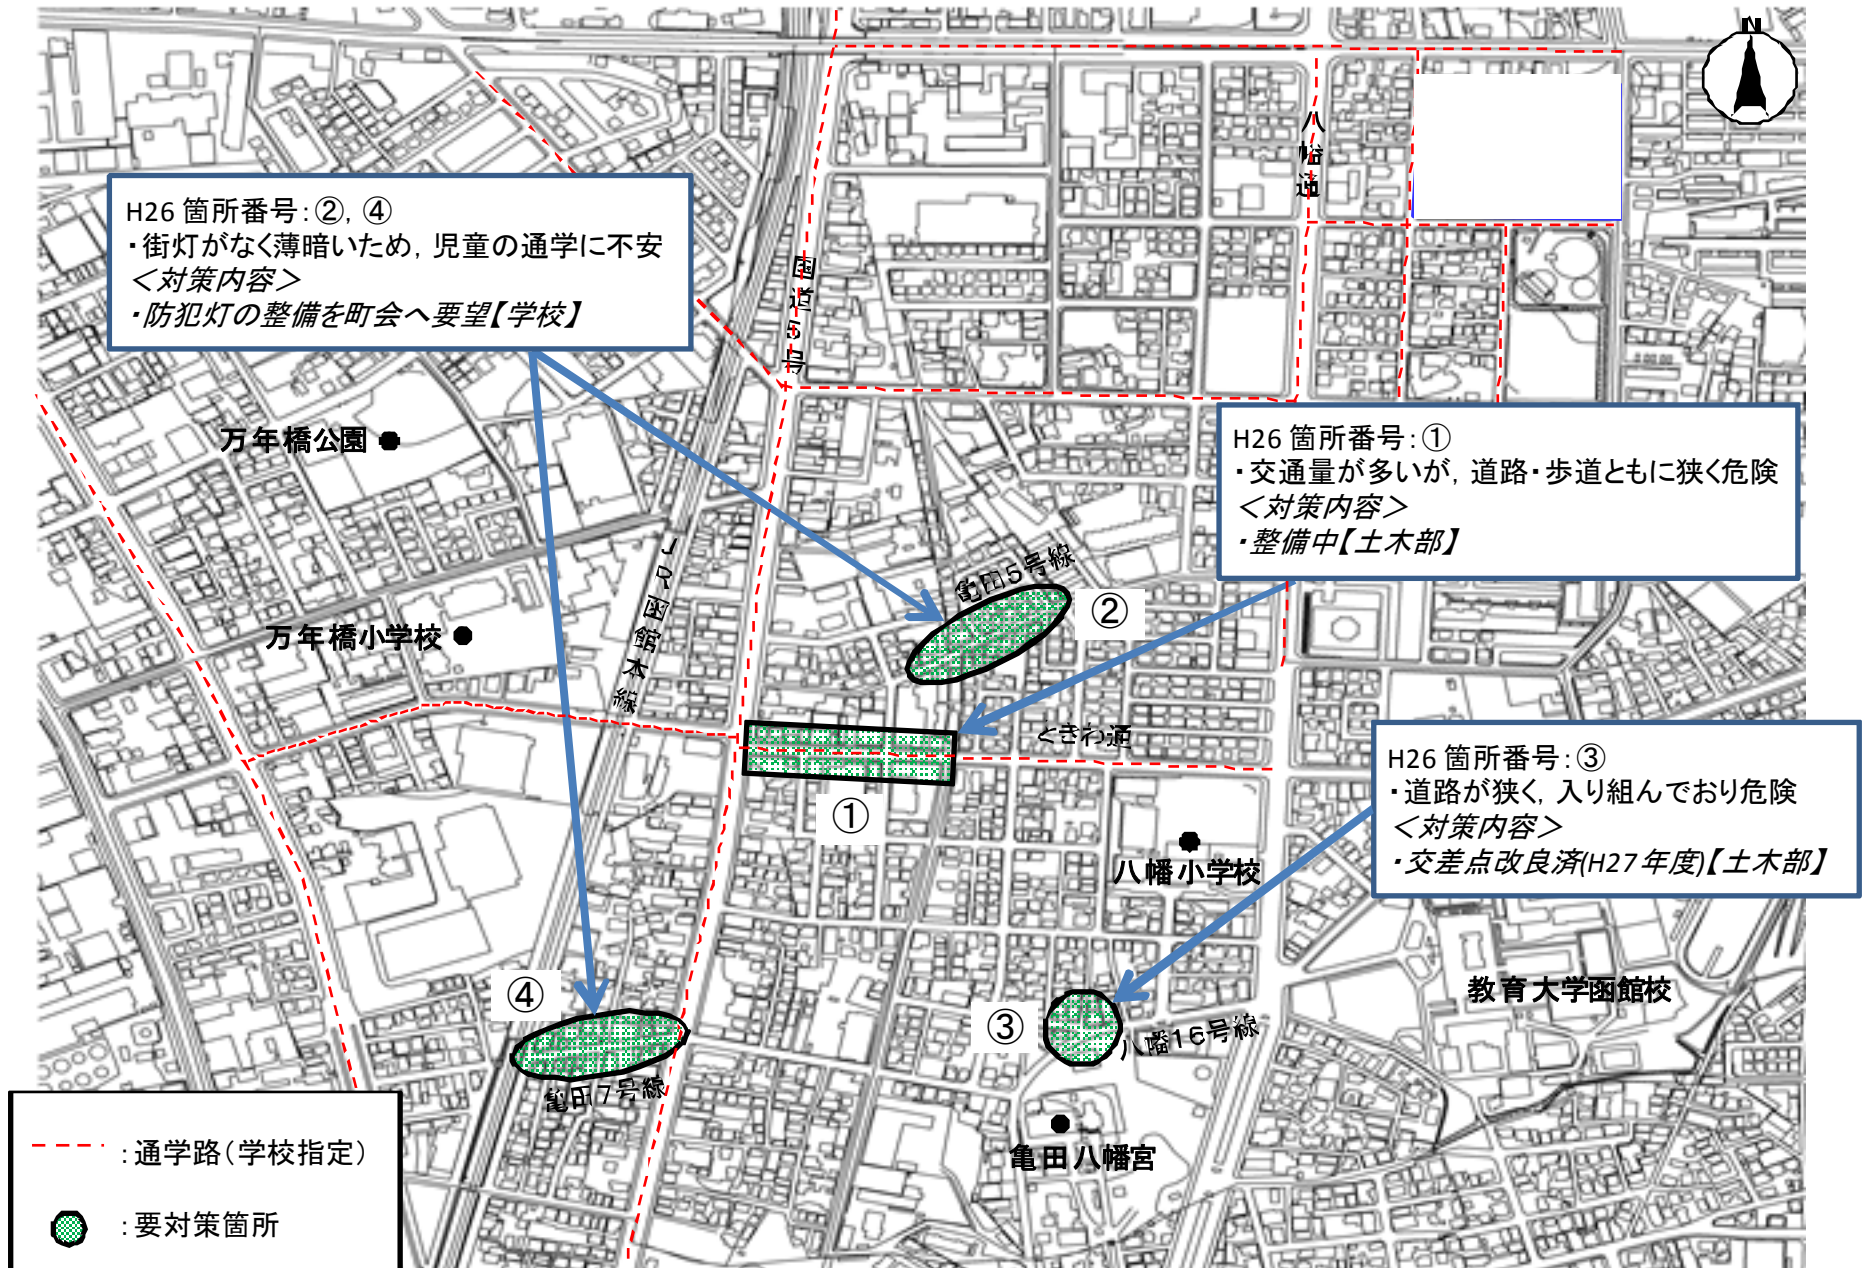 N
八幡通
H26 箇所番号：②，④
・街灯がなく薄暗いため，児童の通学に不安
＜対策内容＞
・防犯灯の整備を町会へ要望【学校】
国道5号
万年橋公園
H26 箇所番号：①
・交通量が多いが，道路・歩道ともに狭く危険
＜対策内容＞
・整備中【土木部】
JR函館本線
亀田5号線
②
万年橋小学校
ときわ通
①
H26 箇所番号：③
・道路が狭く，入り組んでおり危険
＜対策内容＞
・交差点改良済(H27年度)【土木部】
八幡小学校
④
教育大学函館校
③
八幡16号線
亀田7号線
亀田八幡宮
：通学路（学校指定）
：要対策箇所